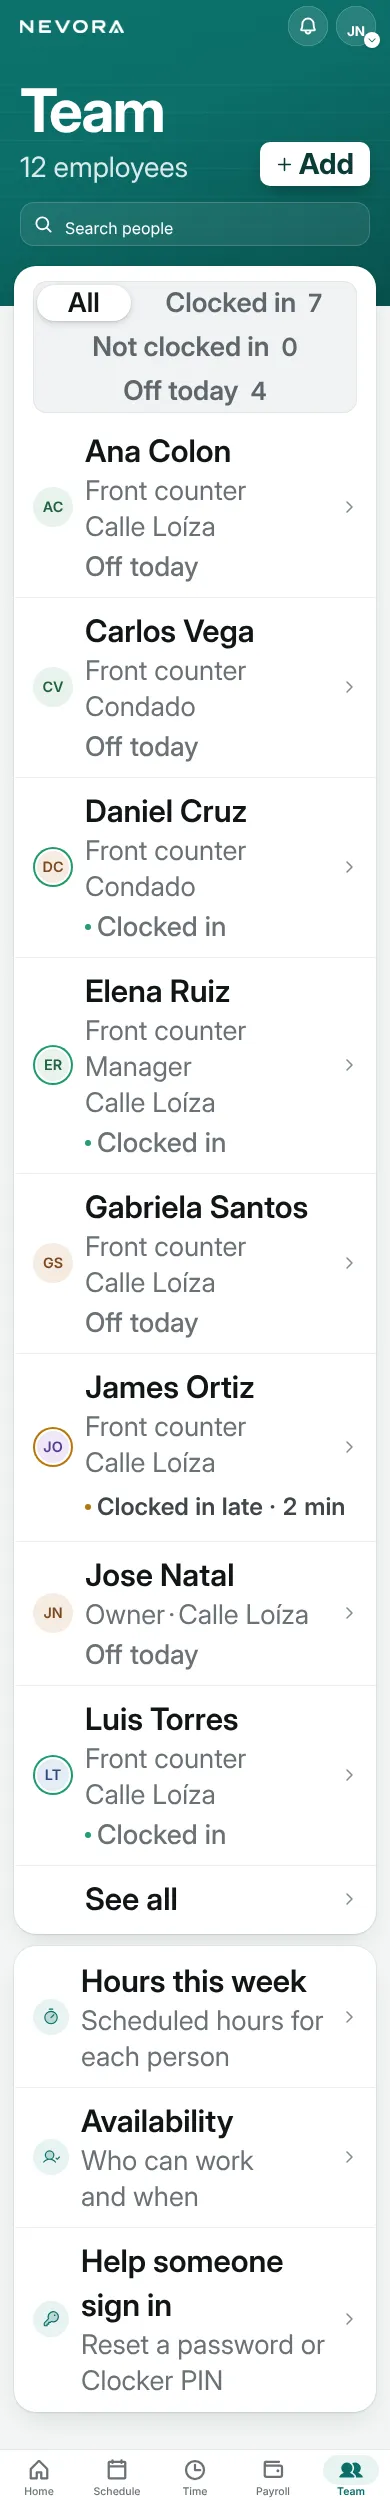 NEVORA
JN
Team
12 employees
+ Add
Search people
All
Clocked in 7
Not clocked in 0
Off today 4
Ana Colon
AC
Front counter
Calle Loíza
Off today
Carlos Vega
CV
Front counter
Condado
Off today
Daniel Cruz
DC
Front counter
Condado
Clocked in
Elena Ruiz
ER
Front counter
Manager
Calle Loíza
Clocked in
Gabriela Santos
GS
Front counter
Calle Loíza
Off today
James Ortiz
JO
Front counter
Calle Loíza
Clocked in late · 2 min
Jose Natal
JN
Owner · Calle Loíza
Off today
Luis Torres
LT
Front counter
Calle Loíza
Clocked in
See all
Hours this week
Scheduled hours for
each person
Availability
Who can work
and when
Help someone
sign in
Reset a password or
Clocker PIN
Home
Schedule
Time
Payroll
Team